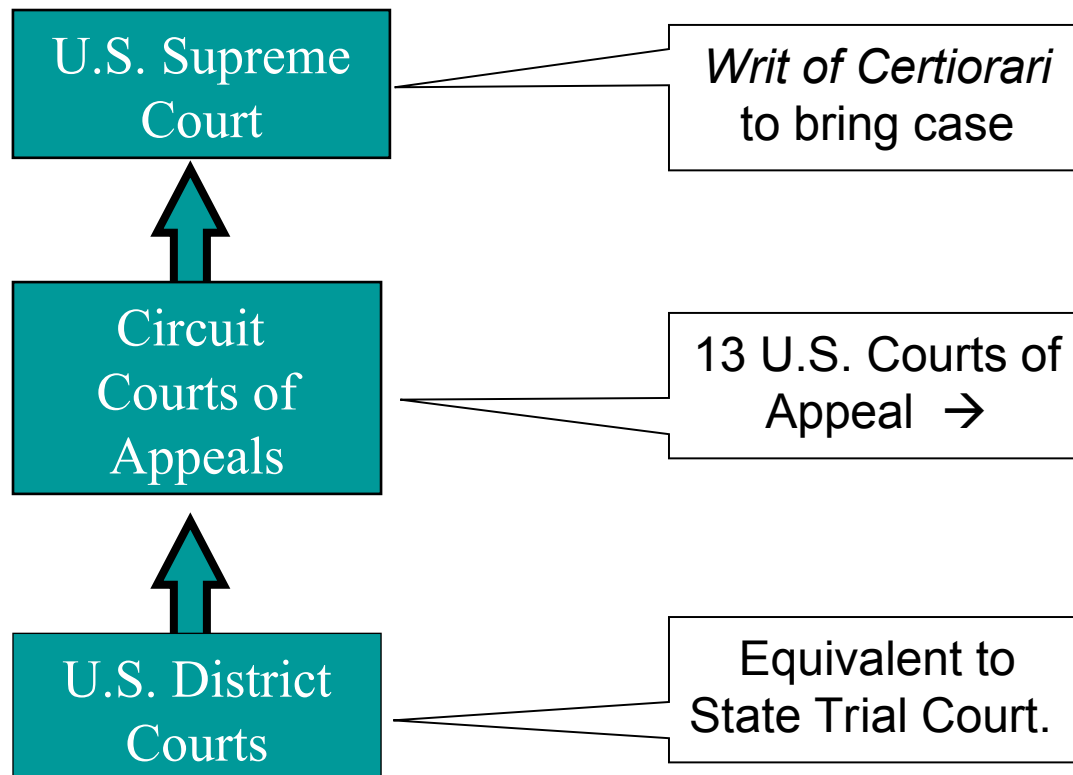 U.S. Supreme
Court
Writ of Certiorari
to bring case
Circuit
Courts of
Appeals
13 U.S. Courts of
Appeal →
U.S. District
Courts
Equivalent to
State Trial Court.